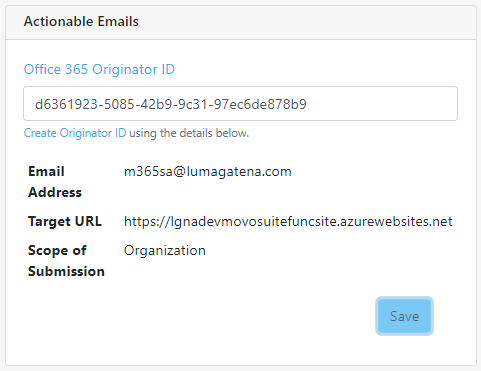 Actionable Emails
Office 365 Originator ID
d6361923-5085-42b9-9c31-97ec6de878b9
Create Originator ID using the details below.
Email Address m365sa@lumagatena.com
Target URL https://lgnadevmovosuitefuncsite.azurewebsites.net
Scope of Submission Organization
Save